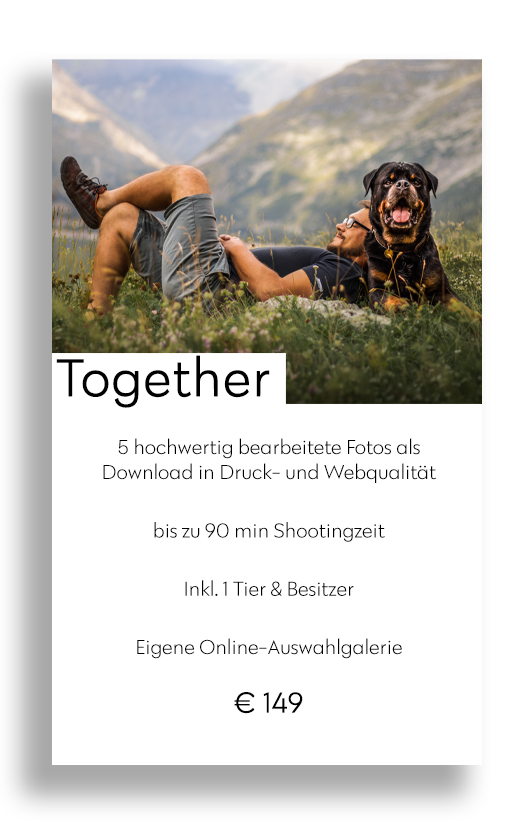 Together
5 hochwertig bearbeitete Fotos als
Download in Druck- und Webqualität
bis zu 90 min Shootingzeit
Inkl. 1 Tier & Besitzer
Eigene Online-Auswahlgalerie
€ 149